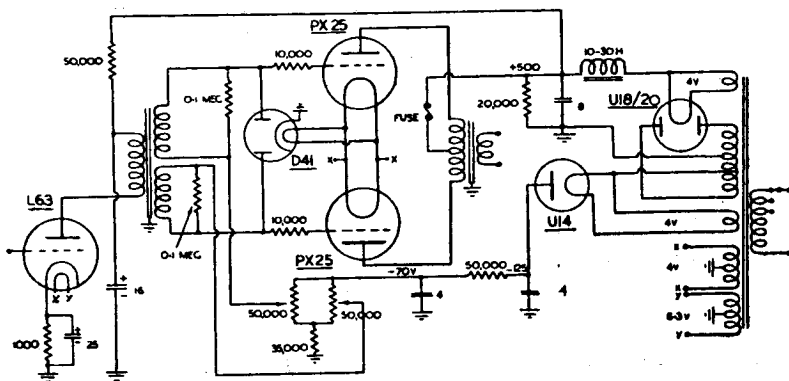 PX25
50,000
10,000
+500
10-30H
4V
U18/20
0·1 MEG
20,000
8
FUSE
D41
X
X
L63
U14
4V
10,000
0·1 MEG
PX25
-70V
50,000
-125
X
4V
X
Y
6·3V
Y
50,000
50,000
4
4
16
X Y
35,000
1000
25